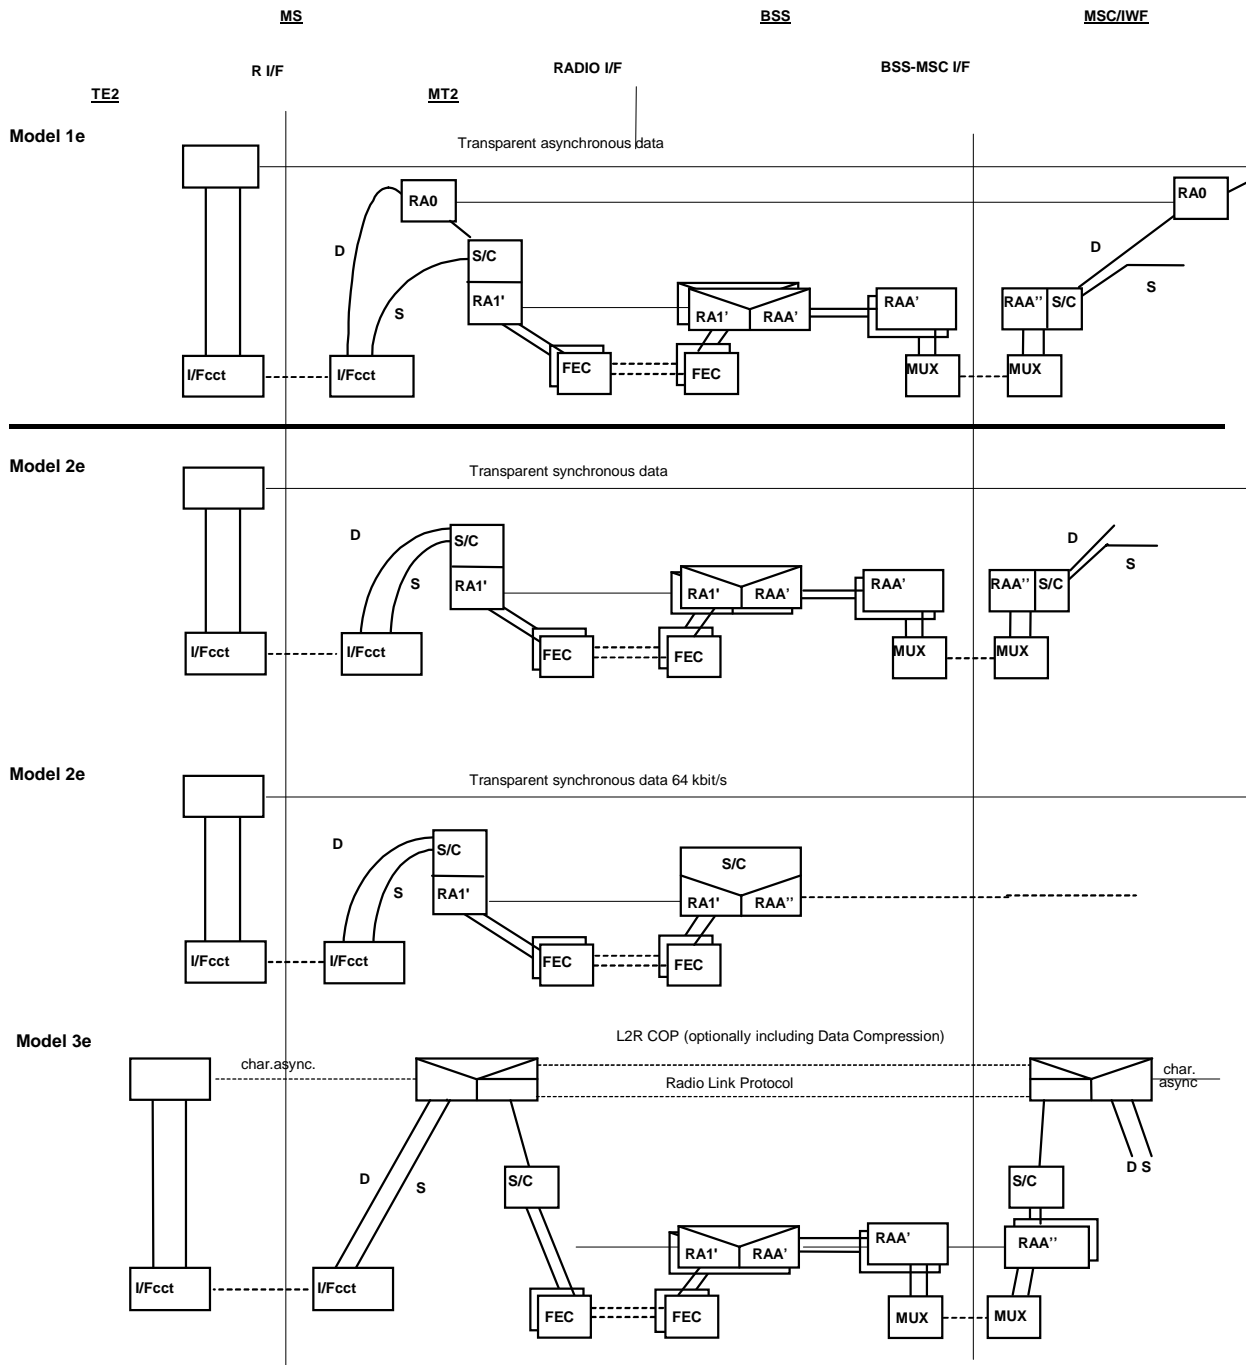 MS BSS MSC/IWF
R I/F RADIO I/F BSS-MSC I/F
TE2 MT2
Model 1e
Transparent asynchronous data
RA0 RA0
D S/C D
RA1' RA1' RAA' RAA' RAA'' S/C S
S
I/Fcct I/Fcct FEC FEC MUX MUX
Model 2e
Transparent synchronous data
D S/C D
S RA1' RA1' RAA' RAA' RAA'' S/C S
I/Fcct I/Fcct FEC FEC MUX MUX
Model 2e
Transparent synchronous data 64 kbit/s
D S/C S/C
S RA1' RA1' RAA''
I/Fcct I/Fcct FEC FEC
Model 3e
L2R COP (optionally including Data Compression)
char.async. Radio Link Protocol char.
async
D S/C D S
S S/C
RA1' RAA' RAA' RAA''
I/Fcct I/Fcct FEC FEC MUX MUX